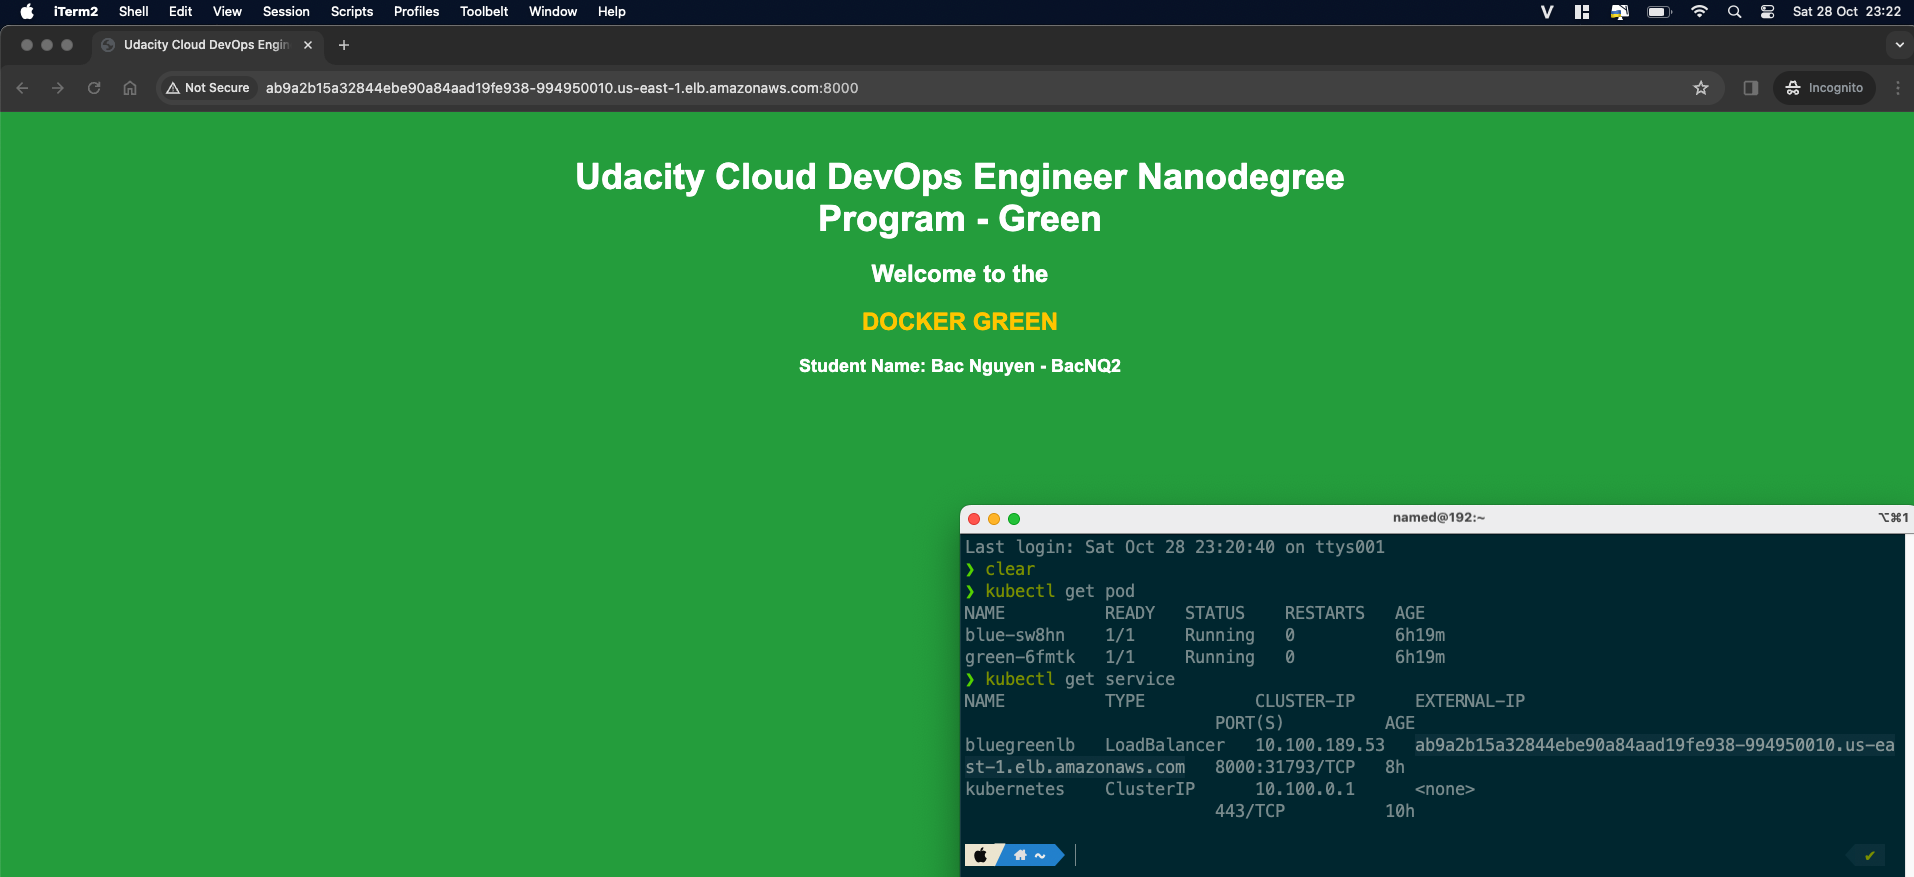 iTerm2 Shell Edit View Session Scripts Profiles Toolbelt Window Help Sat 28 Oct 23:22
Udacity Cloud DevOps Engin
Not Secure ab9a2b15a32844ebe90a84aad19fe938-994950010.us-east-1.elb.amazonaws.com:8000 Incognito
Udacity Cloud DevOps Engineer Nanodegree
Program - Green
Welcome to the
DOCKER GREEN
Student Name: Bac Nguyen - BacNQ2
named@192:~ ⌥⌘1
Last login: Sat Oct 28 23:20:40 on ttys001
❯ clear
❯ kubectl get pod
NAME READY STATUS RESTARTS AGE
blue-sw8hn 1/1 Running 0 6h19m
green-6fmtk 1/1 Running 0 6h19m
❯ kubectl get service
NAME TYPE CLUSTER-IP EXTERNAL-IP
PORT(S) AGE
bluegreenlb LoadBalancer 10.100.189.53 ab9a2b15a32844ebe90a84aad19fe938-994950010.us-ea
st-1.elb.amazonaws.com 8000:31793/TCP 8h
kubernetes ClusterIP 10.100.0.1 <none>
443/TCP 10h
~